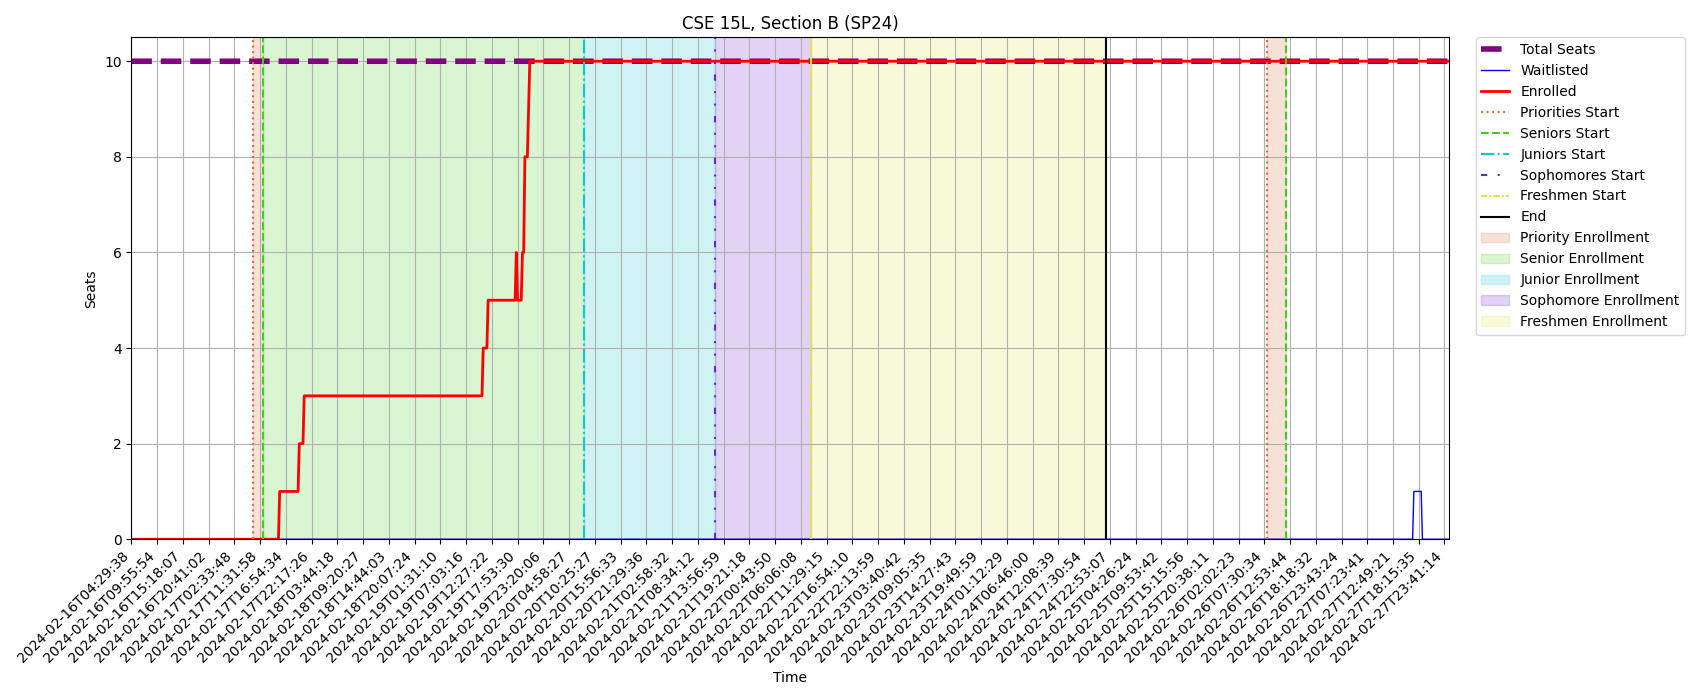 CSE 15L, Section B (SP24)
Seats
10
8
6
4
2
0
2024-02-16T04:29:38
2024-02-16T09:55:54
2024-02-16T15:18:07
2024-02-16T20:41:02
2024-02-17T02:33:48
2024-02-17T11:31:58
2024-02-17T16:54:34
2024-02-17T22:17:26
2024-02-18T03:44:18
2024-02-18T09:20:27
2024-02-18T14:44:03
2024-02-18T20:07:24
2024-02-19T01:31:10
2024-02-19T07:03:16
2024-02-19T12:27:22
2024-02-19T17:53:30
2024-02-19T23:20:06
2024-02-20T04:58:27
2024-02-20T10:25:27
2024-02-20T15:56:33
2024-02-20T21:29:36
2024-02-21T02:58:32
2024-02-21T08:34:12
2024-02-21T13:56:59
2024-02-21T19:21:18
2024-02-22T00:43:50
2024-02-22T06:06:08
2024-02-22T11:29:15
2024-02-22T16:54:10
2024-02-22T22:13:59
2024-02-23T03:40:42
2024-02-23T09:05:35
2024-02-23T14:27:43
2024-02-23T19:49:59
2024-02-24T01:12:29
2024-02-24T06:46:00
2024-02-24T12:08:39
2024-02-24T17:30:54
2024-02-24T22:53:07
2024-02-25T04:26:24
2024-02-25T09:53:42
2024-02-25T15:15:56
2024-02-25T20:38:11
2024-02-26T02:02:23
2024-02-26T07:30:34
2024-02-26T12:53:44
2024-02-26T18:18:32
2024-02-26T23:43:24
2024-02-27T07:23:41
2024-02-27T12:49:21
2024-02-27T18:15:35
2024-02-27T23:41:14
Time
Total Seats
Waitlisted
Enrolled
Priorities Start
Seniors Start
Juniors Start
Sophomores Start
Freshmen Start
End
Priority Enrollment
Senior Enrollment
Junior Enrollment
Sophomore Enrollment
Freshmen Enrollment